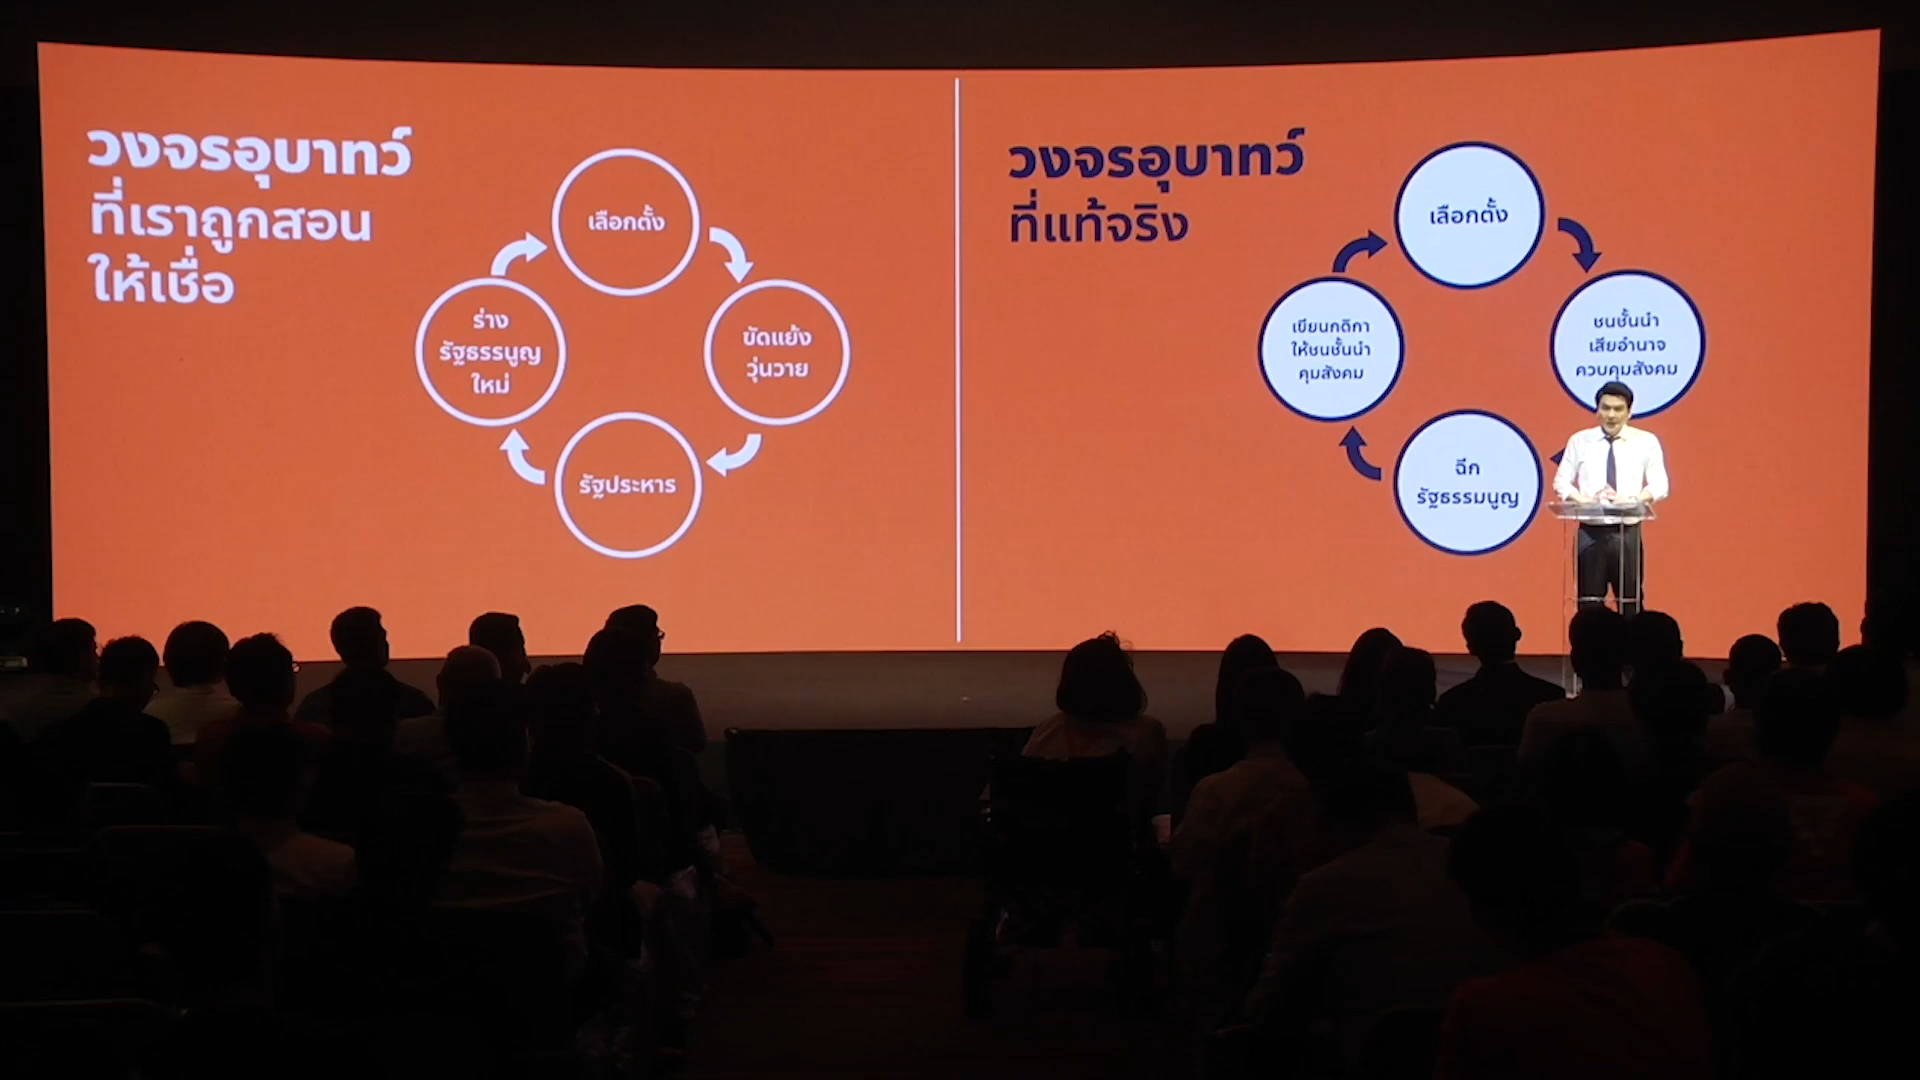 วงจรอุบาทว์
ที่เราถูกสอน
ให้เชื่อ
เลือกตั้ง
ขัดแย้ง
วุ่นวาย
รัฐประหาร
ร่าง
รัฐธรรนูญ
ใหม่
วงจรอุบาทว์
ที่แท้จริง
เลือกตั้ง
ชนชั้นนำ
เสียอำนาจ
ควบคุมสังคม
ฉีก
รัฐธรรมนูญ
เขียนกติกา
ให้ชนชั้นนำ
คุมสังคม